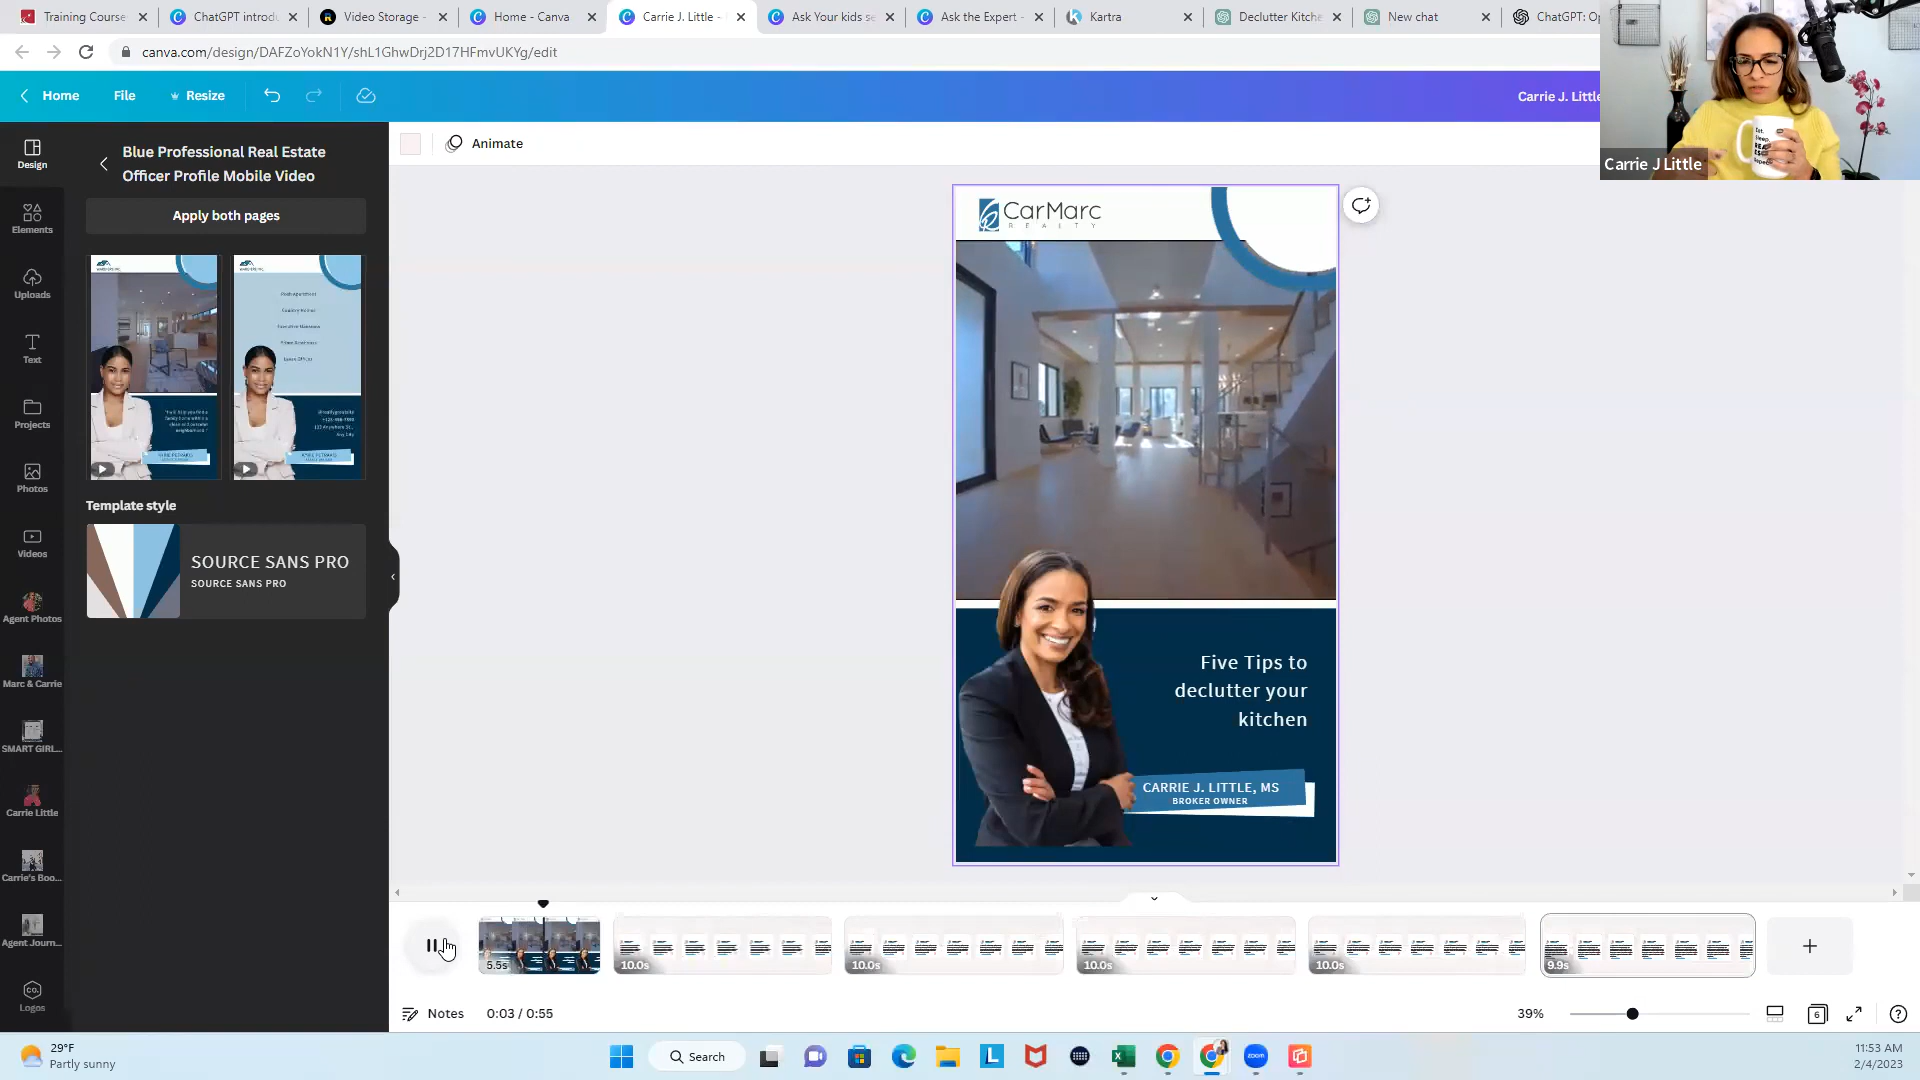 Training Course
ChatGPT introdu
Video Storage -
Home - Canva
Carrie J. Little -
Ask Your kids se
Ask the Expert -
Kartra
Declutter Kitche
New chat
ChatGPT: Op
canva.com/design/DAFZoYokN1Y/shL1GhwDrj2D17HFmvUKYg/edit
Home
File
Resize
Carrie J. Little
Carrie J Little
Design
Elements
Uploads
Text
Projects
Photos
Videos
Agent Photos
Marc & Carrie
SMART GIRL...
Carrie Little
Carrie's Boo...
Agent Journ...
CO.
Logos
Blue Professional Real Estate
Officer Profile Mobile Video
Apply both pages
Template style
SOURCE SANS PRO
SOURCE SANS PRO
Animate
CarMarc
REALTY
Five Tips to
declutter your
kitchen
CARRIE J. LITTLE, MS
BROKER OWNER
5.5s
10.0s
10.0s
10.0s
10.0s
9.9s
Notes
0:03 / 0:55
39%
6
29°F
Partly sunny
Search
zoom
11:53 AM
2/4/2023